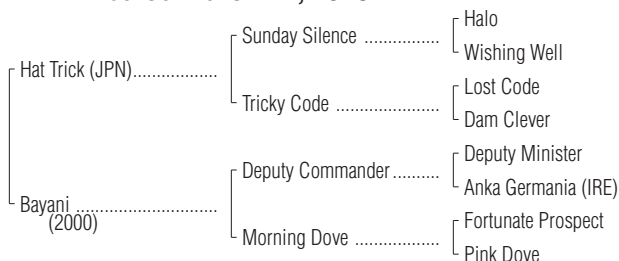 Halo
Sunday Silence ................
Wishing Well
Hat Trick (JPN)..................
Lost Code
Tricky Code ......................
Dam Clever
Deputy Minister
Deputy Commander..........
Anka Germania (IRE)
Bayani ..............................
(2000)
Fortunate Prospect
Morning Dove ..................
Pink Dove